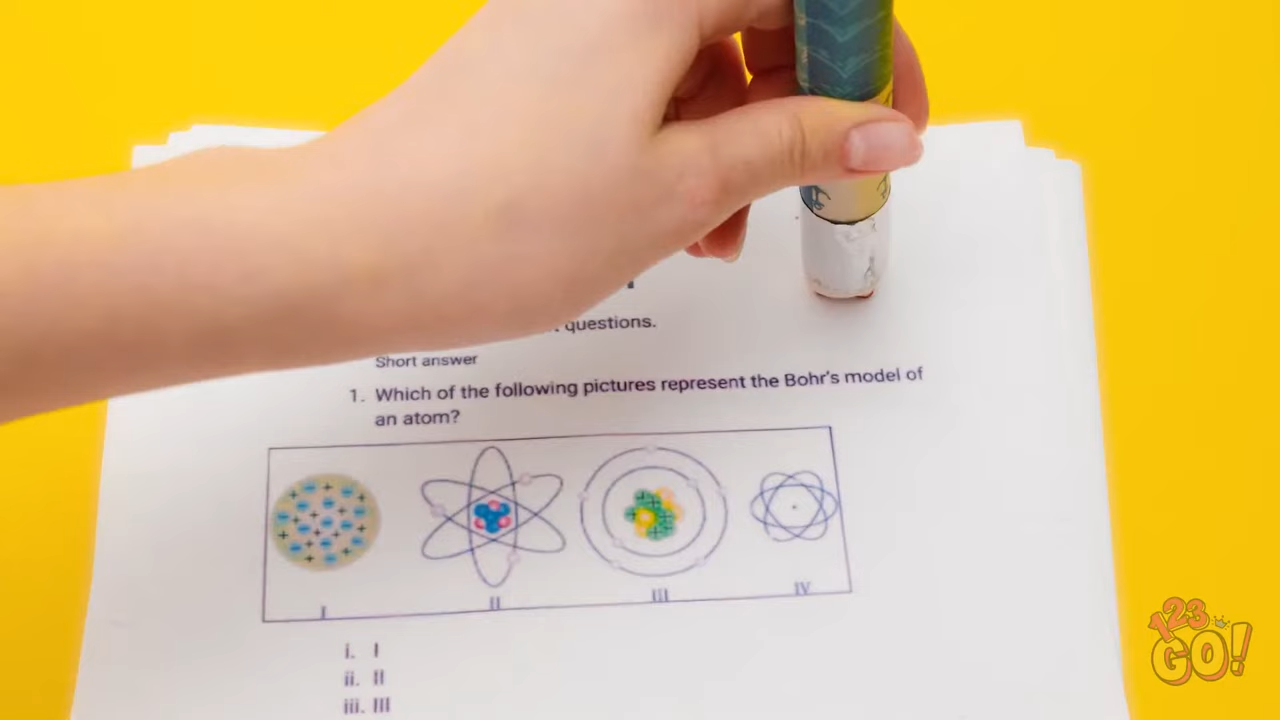 questions.
Short answer
1. Which of the following pictures represent the Bohr's model of
an atom?
I II III IV
i. I
ii. II
iii. III
123
GO!